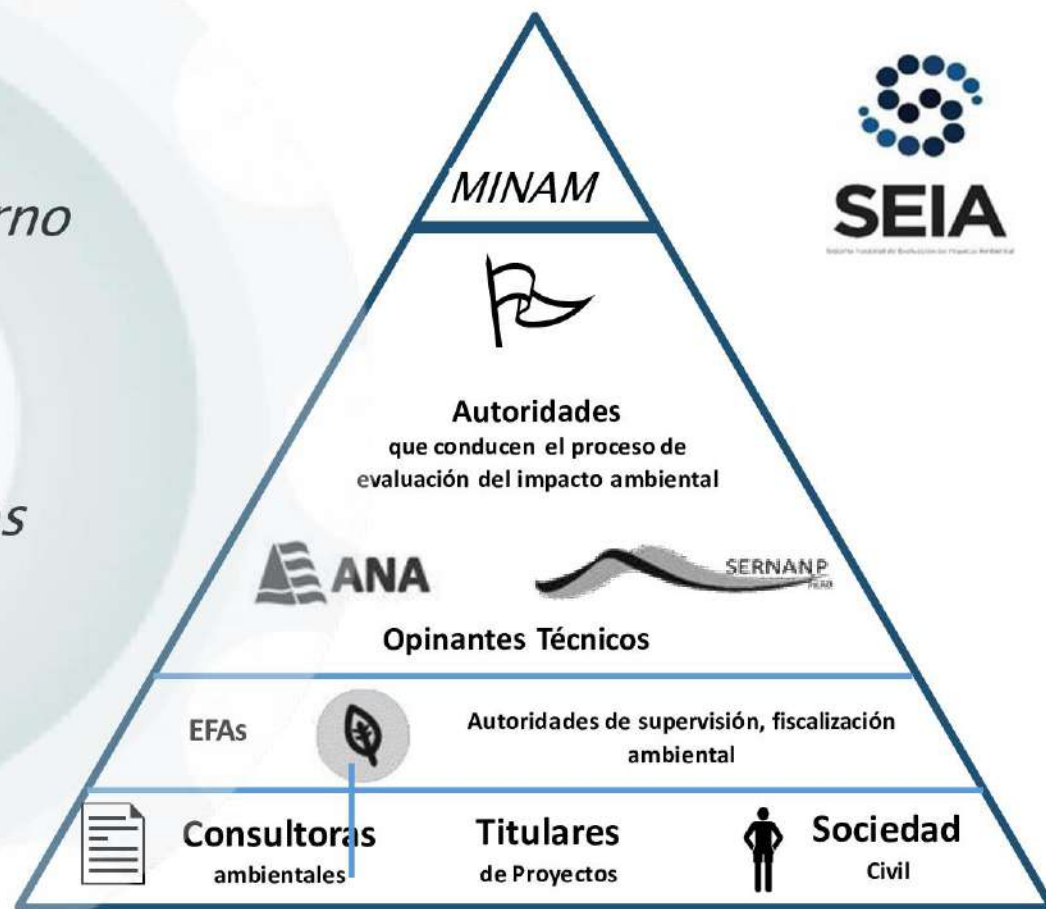 MINAM
SEIA
Autoridades
que conducen el proceso de
evaluación del impacto ambiental
ANA
SERNANP
Opinantes Técnicos
EFAs
Autoridades de supervisión, fiscalización
ambiental
Consultoras
ambientales
Titulares
de Proyectos
Sociedad
Civil